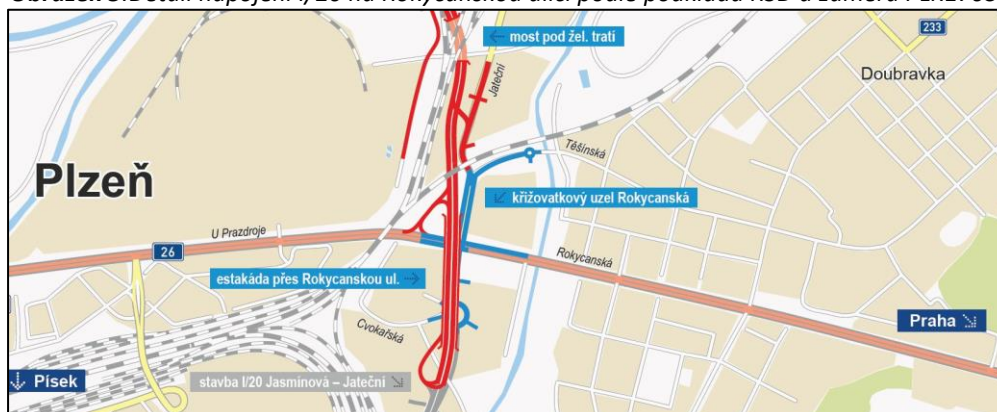 most pod žel. tratí
233
Doubravka
Jateční
Těšínská
Plzeň
křižovatkový uzel Rokycanská
U Prazdroje
26
Rokycanská
estakáda přes Rokycanskou ul.
Praha
Cvokařská
Písek
stavba I/20 Jasmínová – Jateční